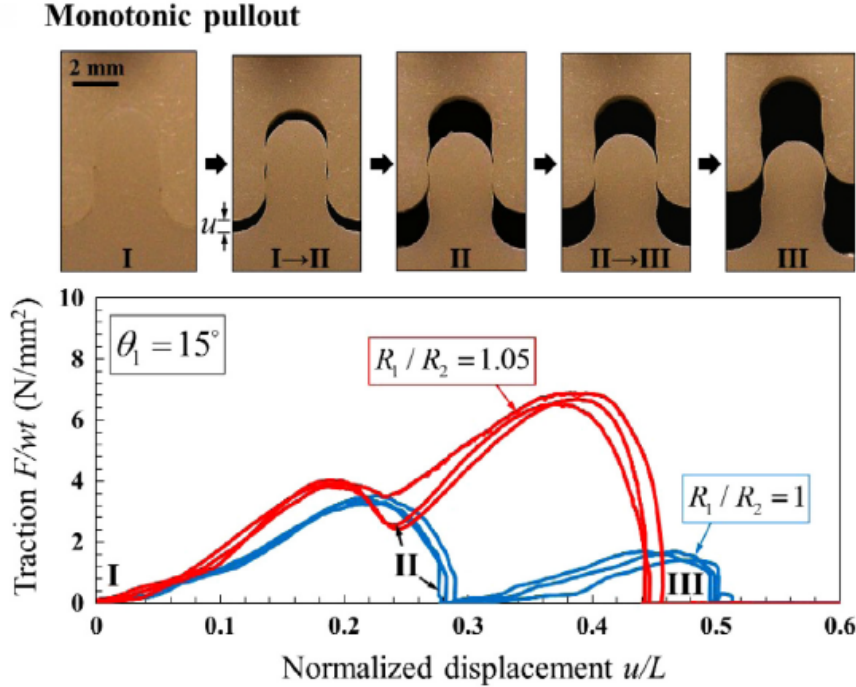 Monotonic pullout
2 mm
u
I
I→II
II
II→III
III
10
8
6
4
2
0
Traction F/wt (N/mm²)
θ₁ = 15°
R₁ / R₂ = 1.05
R₁ / R₂ = 1
I
II
III
0
0.1
0.2
0.3
0.4
0.5
0.6
Normalized displacement u/L